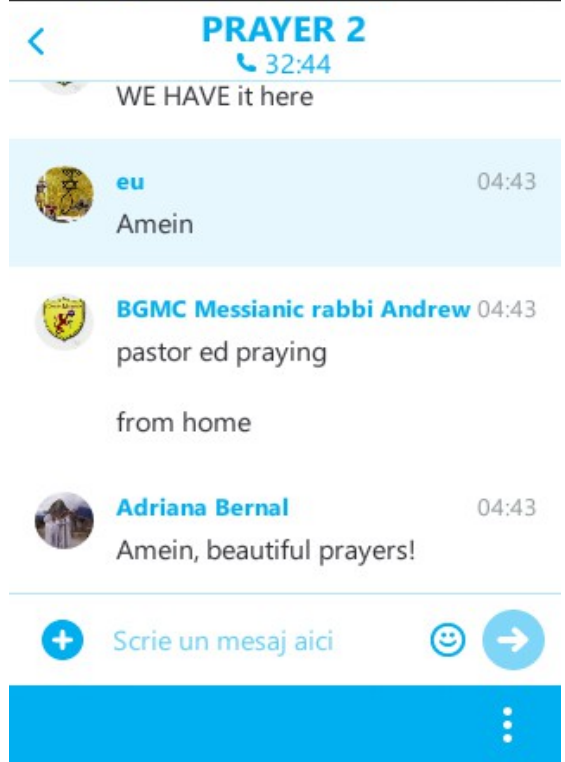 PRAYER 2
32:44
WE HAVE it here
eu 04:43
Amein
BGMC Messianic rabbi Andrew 04:43
pastor ed praying
from home
Adriana Bernal 04:43
Amein, beautiful prayers!
Scrie un mesaj aici